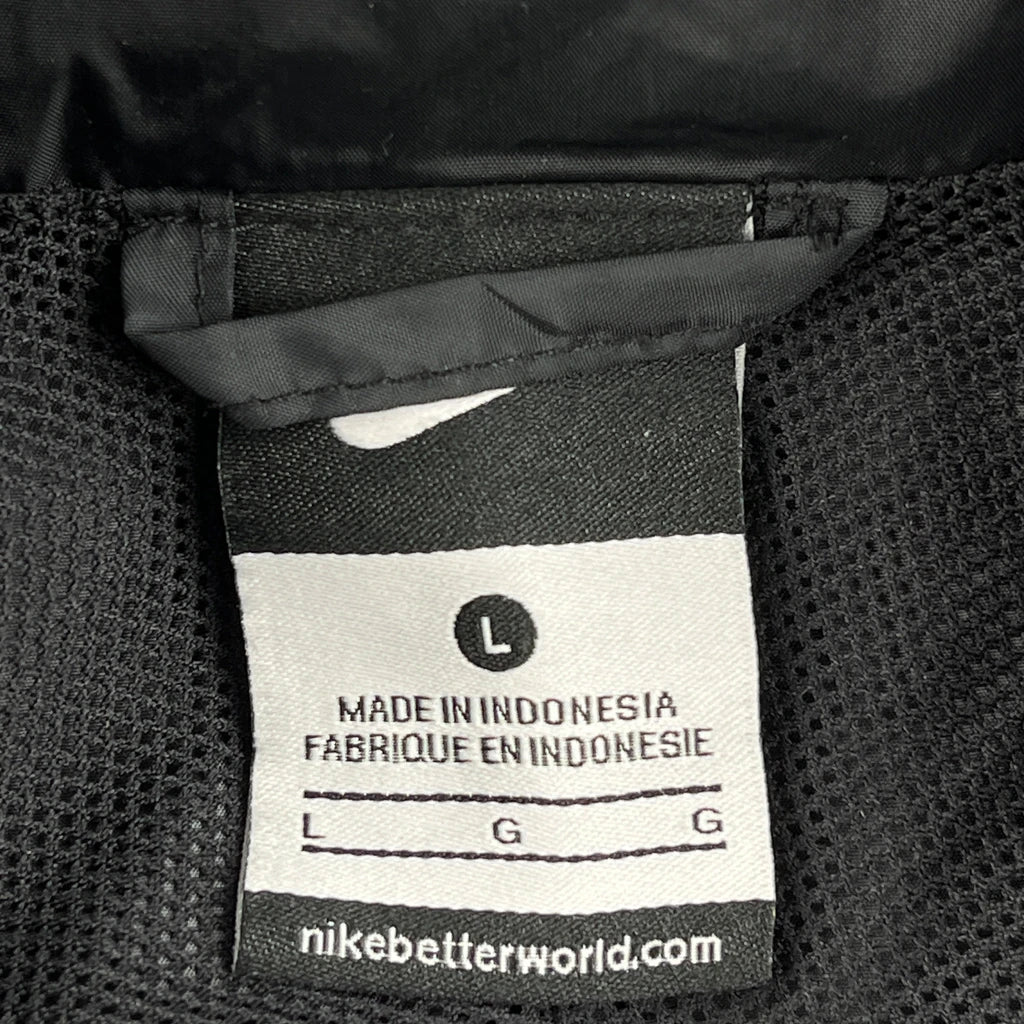 L
MADE IN INDONESIA
FABRIQUE EN INDONESIE
L G G
nikebetterworld.com